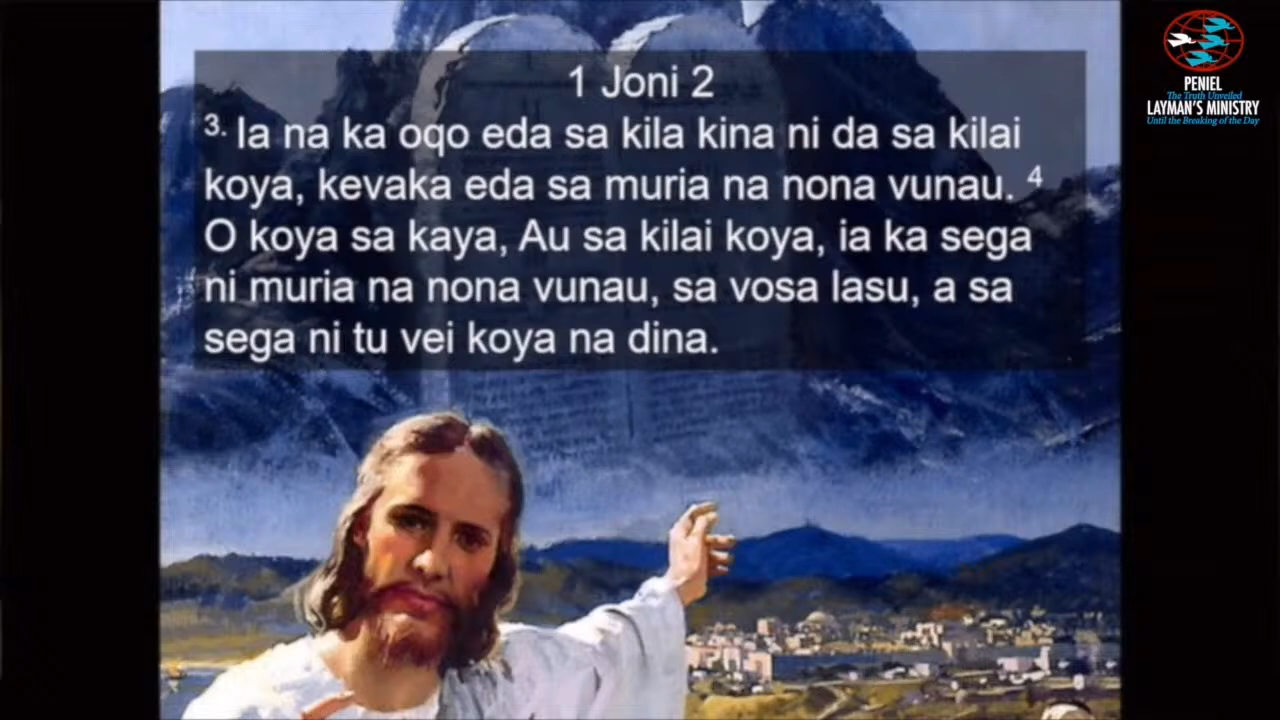 1 Joni 2
3. Ia na ka oqo eda sa kila kina ni da sa kilai
koya, kevaka eda sa muria na nona vunau. 4
O koya sa kaya, Au sa kilai koya, ia ka sega
ni muria na nona vunau, sa vosa lasu, a sa
sega ni tu vei koya na dina.
PENIEL
The Truth Unveiled
LAYMAN'S MINISTRY
Until the Breaking of the Day